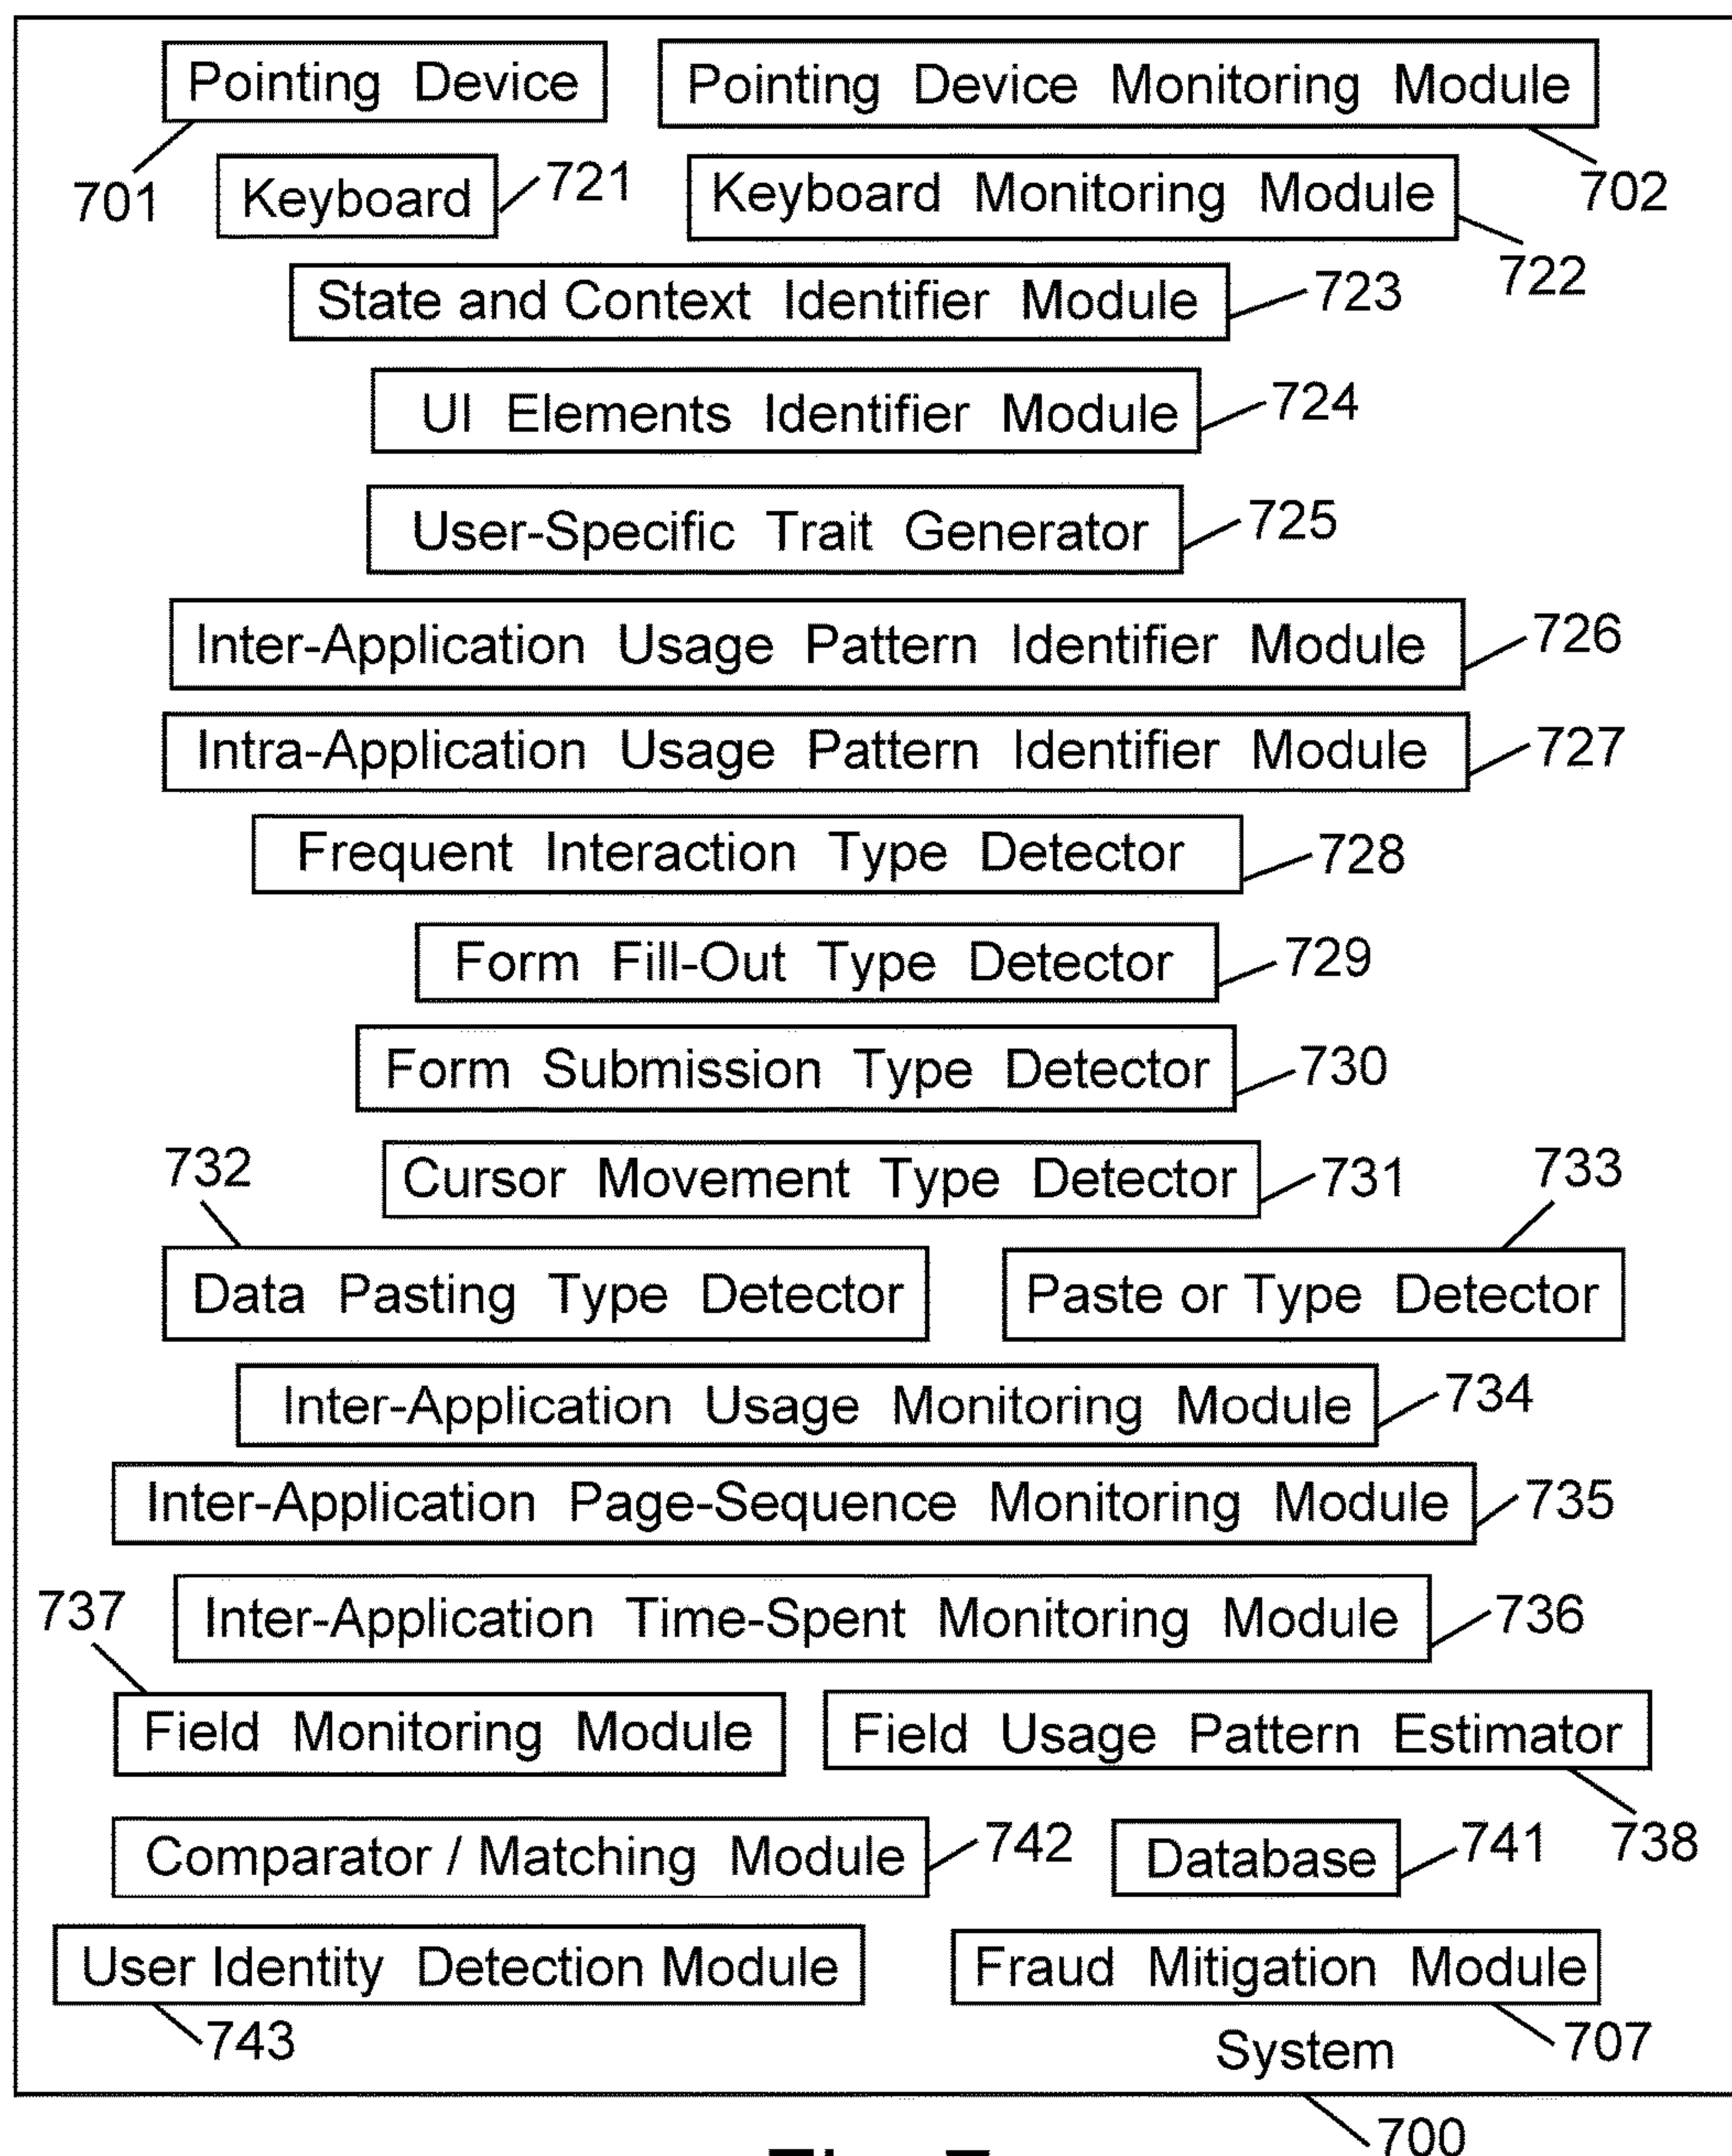 Pointing Device
Pointing Device Monitoring Module
701
Keyboard
721
Keyboard Monitoring Module
702
722
State and Context Identifier Module
723
UI Elements Identifier Module
724
User-Specific Trait Generator
725
Inter-Application Usage Pattern Identifier Module
726
Intra-Application Usage Pattern Identifier Module
727
Frequent Interaction Type Detector
728
Form Fill-Out Type Detector
729
Form Submission Type Detector
730
732
Cursor Movement Type Detector
731
733
Data Pasting Type Detector
Paste or Type Detector
Inter-Application Usage Monitoring Module
734
Inter-Application Page-Sequence Monitoring Module
735
737
Inter-Application Time-Spent Monitoring Module
736
Field Monitoring Module
Field Usage Pattern Estimator
738
Comparator / Matching Module
742
Database
741
User Identity Detection Module
Fraud Mitigation Module
743
System
707
700